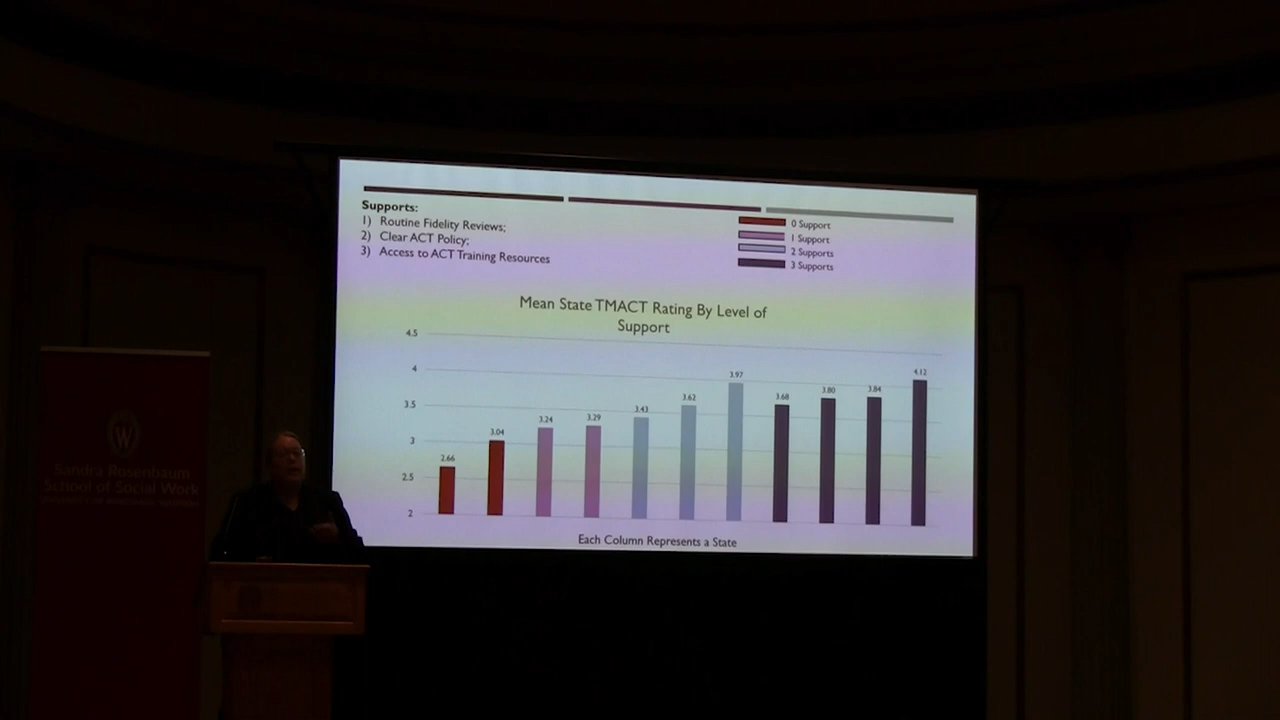 Supports:
1) Routine Fidelity Reviews;
2) Clear ACT Policy;
3) Access to ACT Training Resources
0 Support
1 Support
2 Supports
3 Supports
Mean State TMACT Rating By Level of
Support
4.5
4
3.5
3
2.5
2
2.66
3.04
3.24
3.29
3.43
3.62
3.97
3.68
3.80
3.84
4.12
Each Column Represents a State
W
Sandra Rosenbaum
School of Social Work